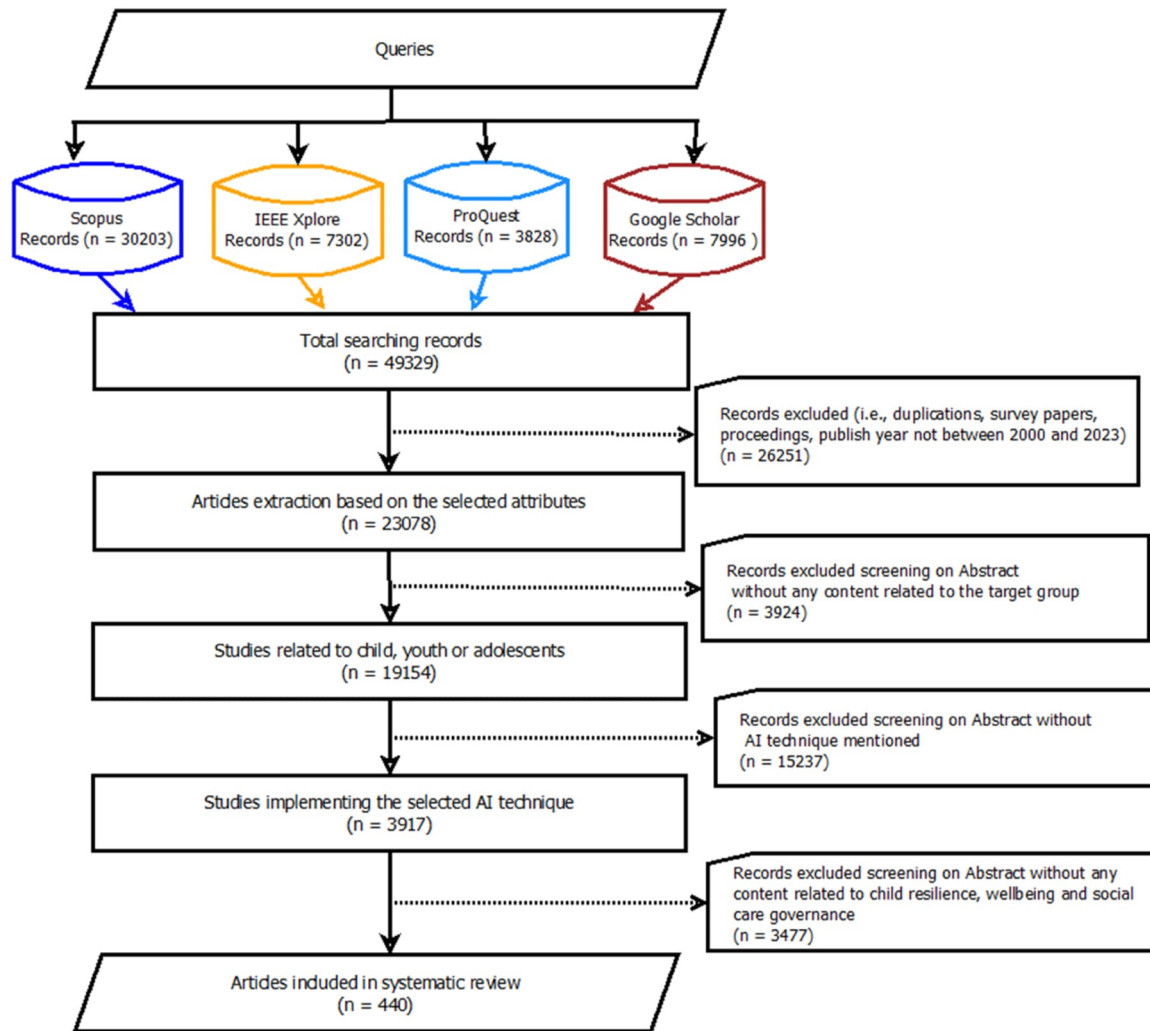 Queries
Scopus
Records (n = 30203)
IEEE Xplore
Records (n = 7302)
ProQuest
Records (n = 3828)
Google Scholar
Records (n = 7996 )
Total searching records
(n = 49329)
Records excluded (i.e., duplications, survey papers,
proceedings, publish year not between 2000 and 2023)
(n = 26251)
Articles extraction based on the selected attributes
(n = 23078)
Records excluded screening on Abstract
without any content related to the target group
(n = 3924)
Studies related to child, youth or adolescents
(n = 19154)
Records excluded screening on Abstract without
AI technique mentioned
(n = 15237)
Studies implementing the selected AI technique
(n = 3917)
Records excluded screening on Abstract without any
content related to child resilience, wellbeing and social
care governance
(n = 3477)
Articles included in systematic review
(n = 440)